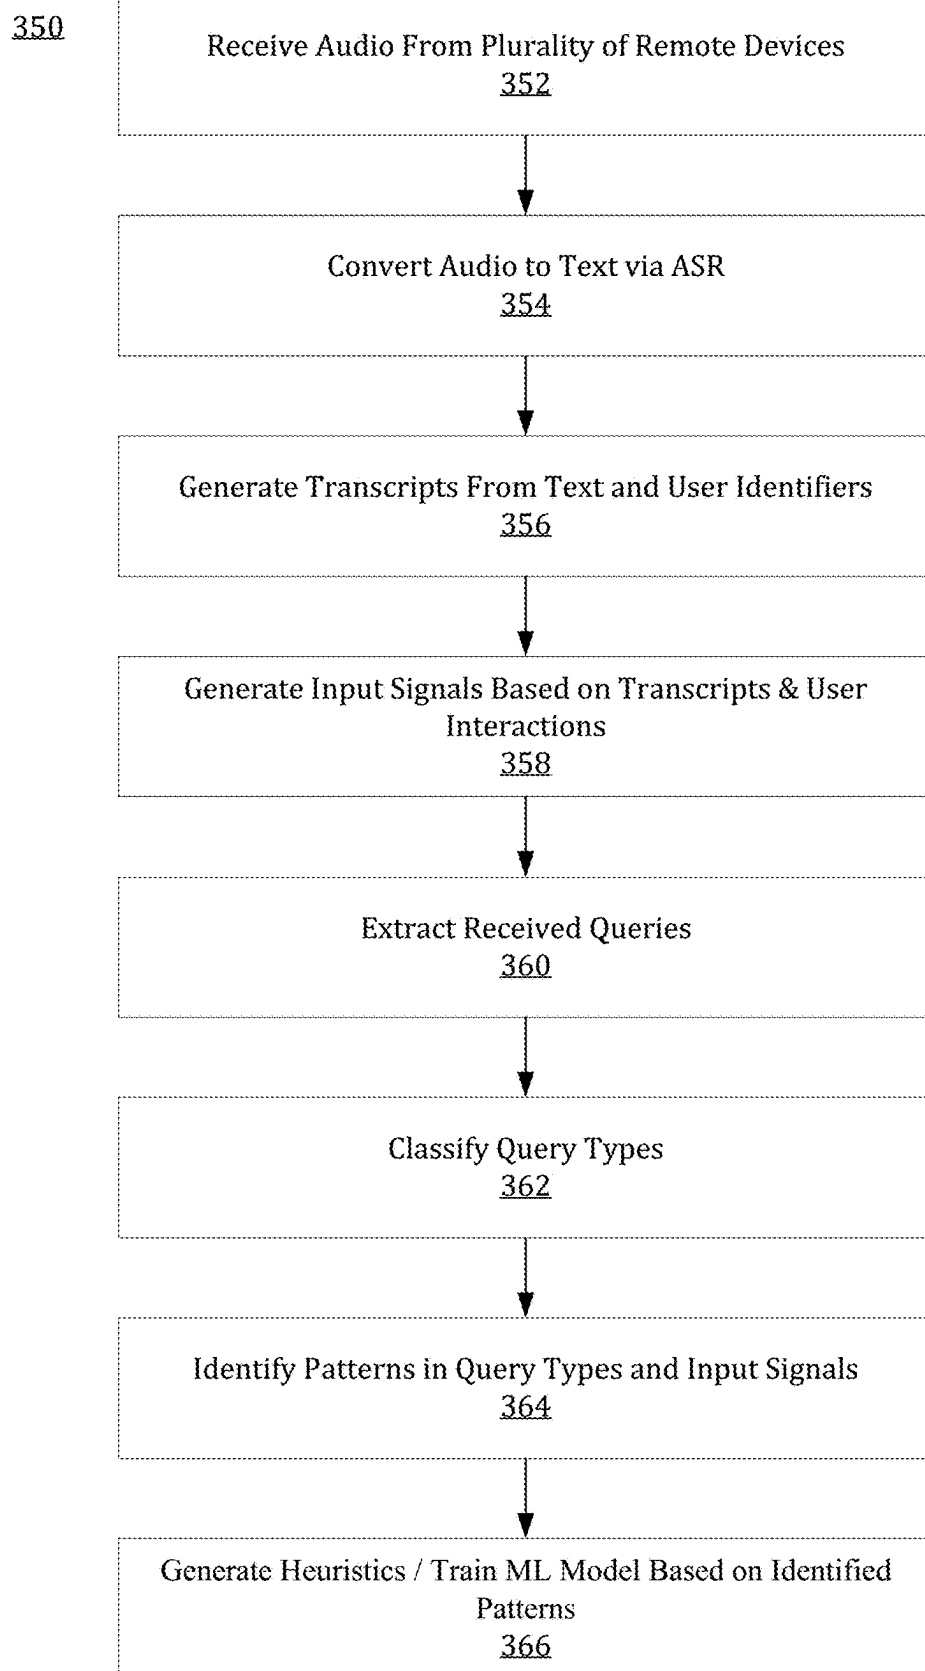 350
Receive Audio From Plurality of Remote Devices
352
Convert Audio to Text via ASR
354
Generate Transcripts From Text and User Identifiers
356
Generate Input Signals Based on Transcripts & User
Interactions
358
Extract Received Queries
360
Classify Query Types
362
Identify Patterns in Query Types and Input Signals
364
Generate Heuristics / Train ML Model Based on Identified
Patterns
366